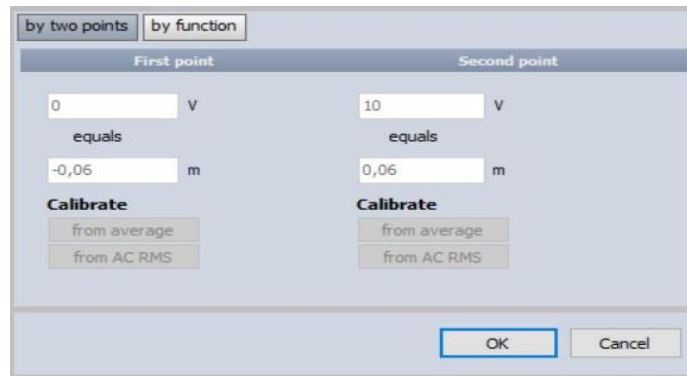 by two points by function
First point Second point
0 V 10 V
equals equals
-0,06 m 0,06 m
Calibrate Calibrate
from average from average
from AC RMS from AC RMS
OK Cancel